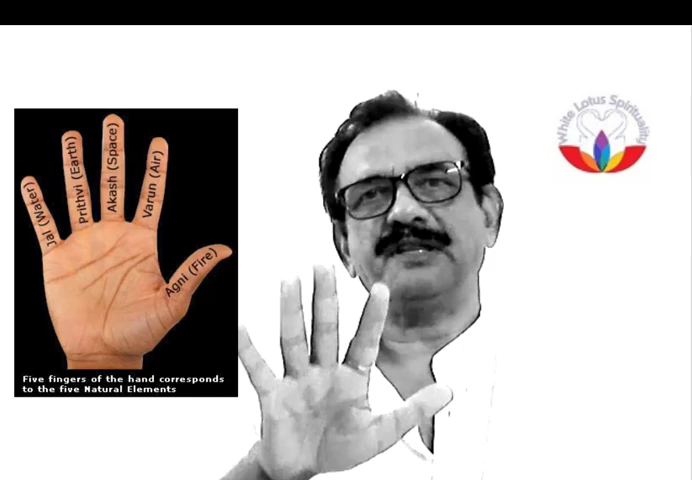 Jal (Water)
Prithvi (Earth)
Akash (Space)
Varun (Air)
Agni (Fire)
Five fingers of the hand corresponds
to the five Natural Elements
White Lotus Spirituality